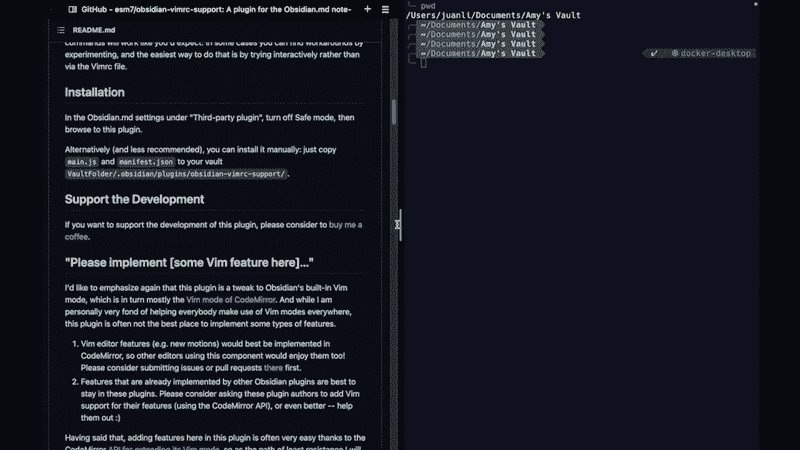 GitHub - esm7/obsidian-vimrc-support: A plugin for the Obsidian.md note-
README.md
commands will work like you'd expect. In some cases you can find workarounds by
experimenting, and the easiest way to do that is by trying interactively rather than
via the Vimrc file.
Installation
In the Obsidian.md settings under "Third-party plugin", turn off Safe mode, then
browse to this plugin.
Alternatively (and less recommended), you can install it manually: just copy
main.js and manifest.json to your vault
VaultFolder/.obsidian/plugins/obsidian-vimrc-support/.
Support the Development
If you want to support the development of this plugin, please consider to buy me a
coffee.
"Please implement [some Vim feature here]..."
I'd like to emphasize again that this plugin is a tweak to Obsidian's built-in Vim
mode, which is in turn mostly the Vim mode of CodeMirror. And while I am
personally very fond of helping everybody make use of Vim modes everywhere,
this plugin is often not the best place to implement some types of features.
1. Vim editor features (e.g. new motions) would best be implemented in
CodeMirror, so other editors using this component would enjoy them too!
Please consider submitting issues or pull requests there first.
2. Features that are already implemented by other Obsidian plugins are best to
stay in these plugins. Please consider asking these plugin authors to add Vim
support for their features (using the CodeMirror API), or even better -- help
them out :)
Having said that, adding features here in this plugin is often very easy thanks to the
CodeMirror API for extending its Vim mode, so as the path of least resistance I will
pwd
/Users/juanli/Documents/Amy's Vault
~/Documents/Amy's Vault
~/Documents/Amy's Vault
~/Documents/Amy's Vault
~/Documents/Amy's Vault
docker-desktop